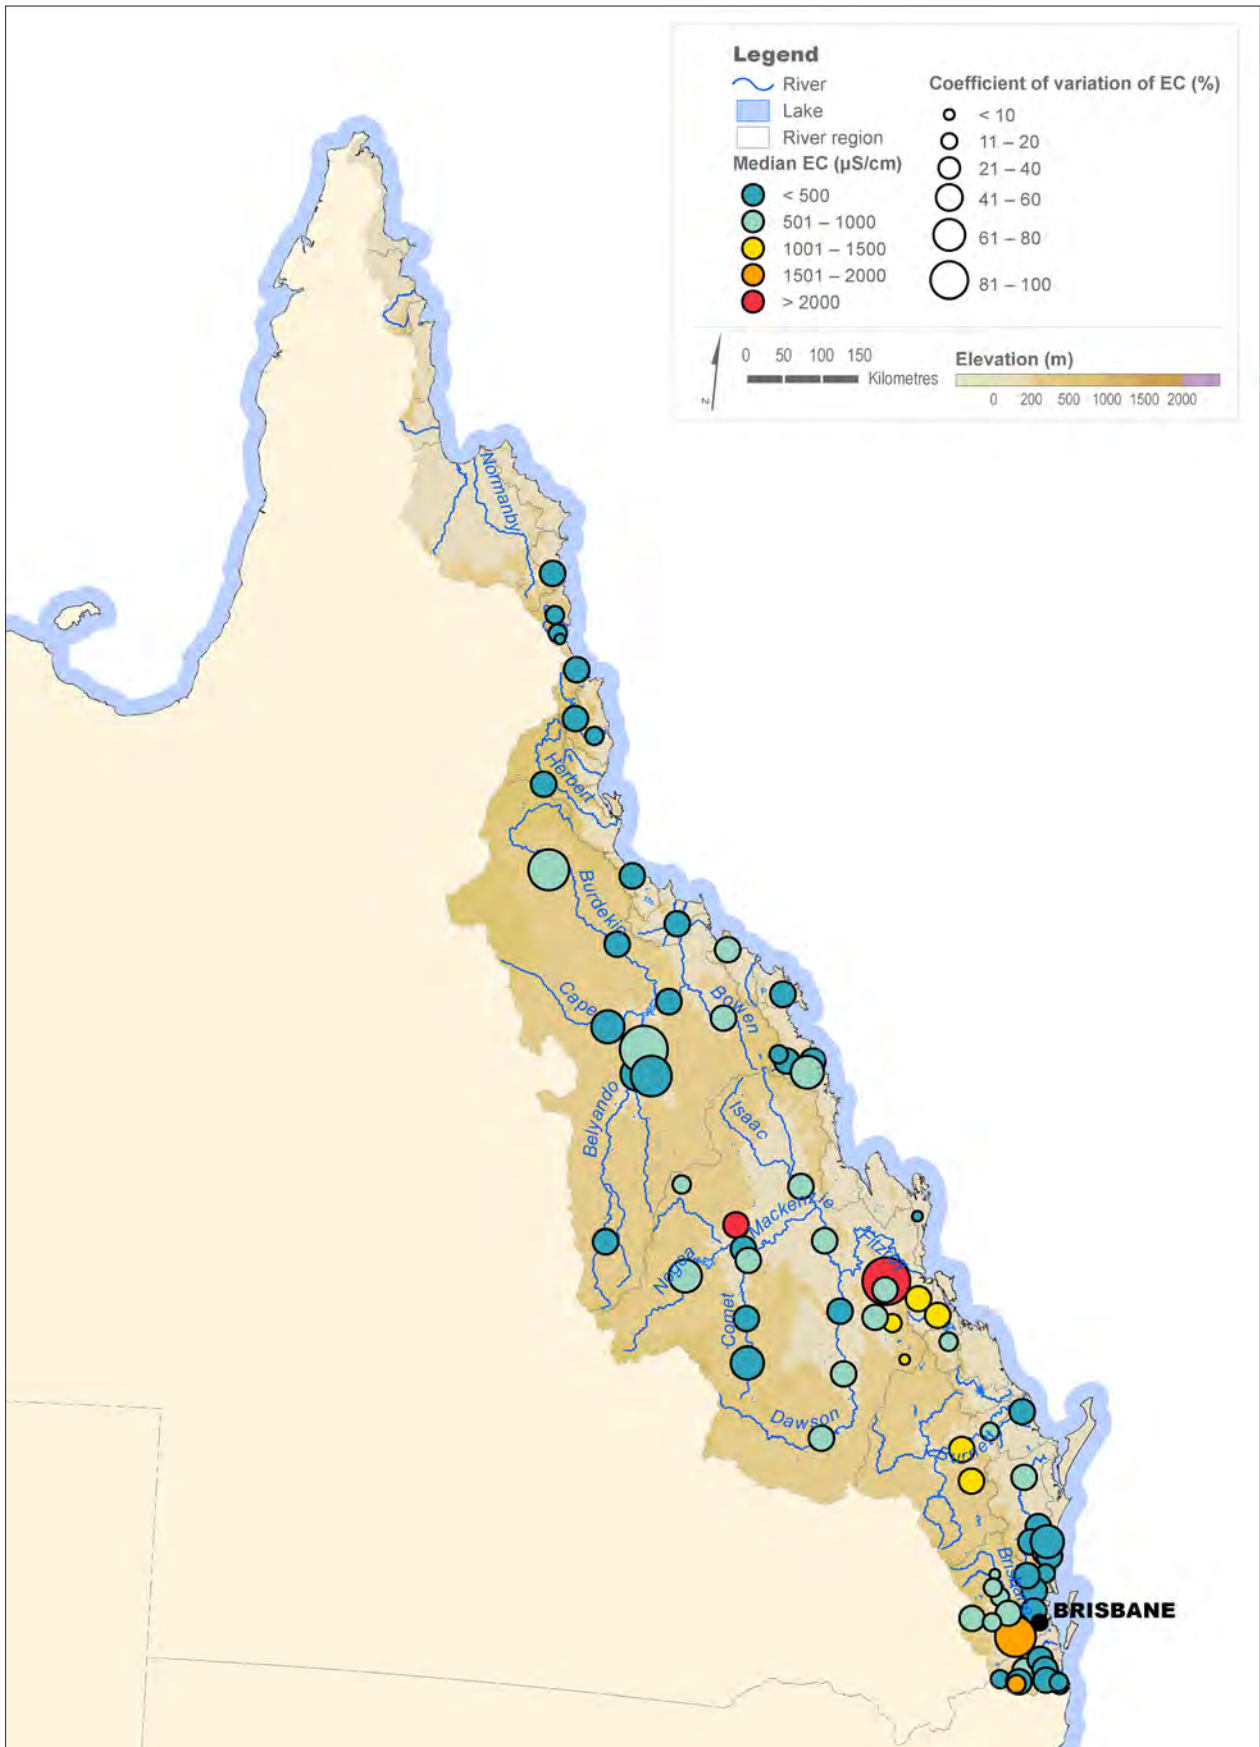 Legend
River
Lake
River region
Median EC (µS/cm)
< 500
501 – 1000
1001 – 1500
1501 – 2000
> 2000
Coefficient of variation of EC (%)
< 10
11 – 20
21 – 40
41 – 60
61 – 80
81 – 100
N
0 50 100 150
Kilometres
Elevation (m)
0 200 500 1000 1500 2000
Normanby
Herbert
Burdekin
Cape
Bowen
Belyando
Isaac
Mackenzie
Fitzroy
Nogoa
Comet
Dawson
Burnett
Brisbane
BRISBANE